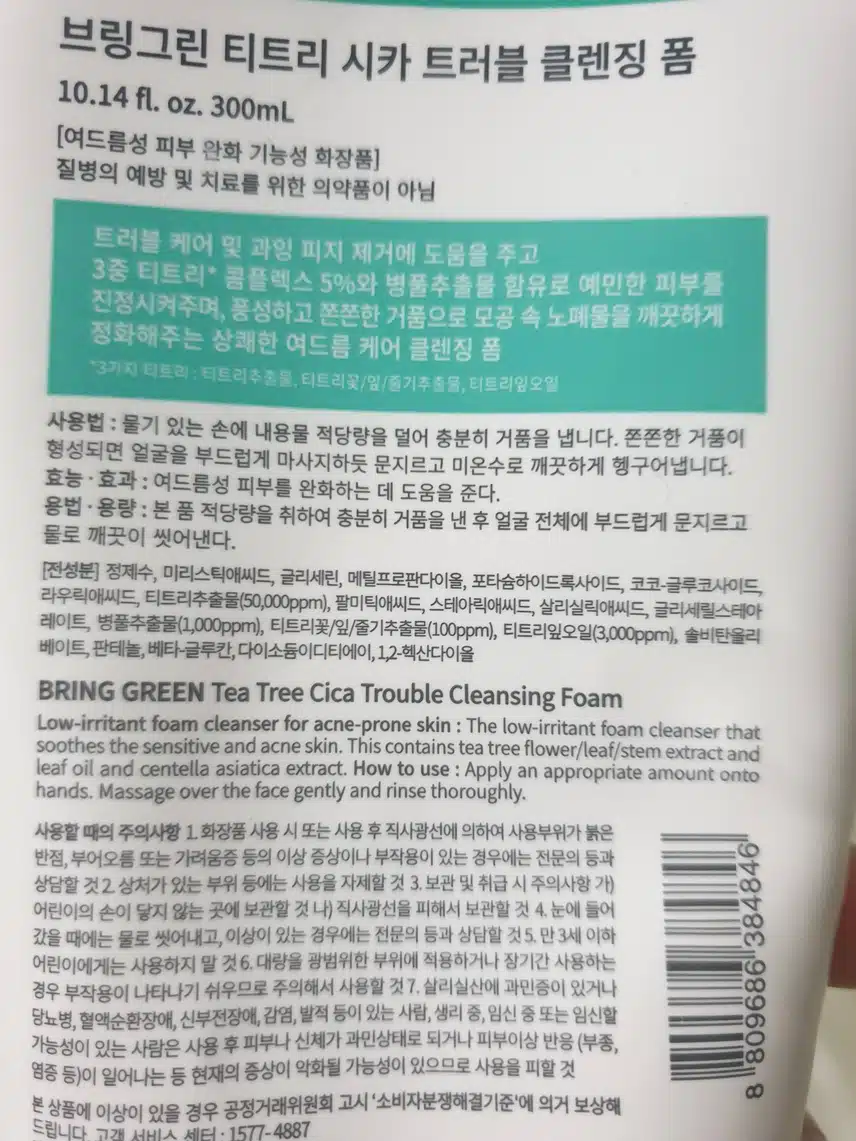 브링그린 티트리 시카 트러블 클렌징 폼
10.14 fl. oz. 300mL
[여드름성 피부 완화 기능성 화장품]
질병의 예방 및 치료를 위한 의약품이 아님
트러블 케어 및 과잉 피지 제거에 도움을 주고
3중 티트리* 콤플렉스 5%와 병풀추출물 함유로 예민한 피부를
진정시켜주며, 풍성하고 쫀쫀한 거품으로 모공 속 노폐물을 깨끗하게
정화해주는 상쾌한 여드름 케어 클렌징 폼
*3가지 티트리 : 티트리추출물, 티트리꽃/잎/줄기추출물, 티트리잎오일
사용법 : 물기 있는 손에 내용물 적당량을 덜어 충분히 거품을 냅니다. 쫀쫀한 거품이
형성되면 얼굴을 부드럽게 마사지하듯 문지르고 미온수로 깨끗하게 헹구어냅니다.
효능 · 효과 : 여드름성 피부를 완화하는 데 도움을 준다.
용법 · 용량 : 본 품 적당량을 취하여 충분히 거품을 낸 후 얼굴 전체에 부드럽게 문지르고
물로 깨끗이 씻어낸다.
[전성분] 정제수, 미리스틱애씨드, 글리세린, 메틸프로판다이올, 포타슘하이드록사이드, 코코-글루코사이드,
라우릭애씨드, 티트리추출물(50,000ppm), 팔미틱애씨드, 스테아릭애씨드, 살리실릭애씨드, 글리세릴스테아
레이트, 병풀추출물(1,000ppm), 티트리꽃/잎/줄기추출물(100ppm), 티트리잎오일(3,000ppm), 솔비탄올리
베이트, 판테놀, 베타-글루칸, 다이소듐이디티에이, 1,2-헥산다이올
BRING GREEN Tea Tree Cica Trouble Cleansing Foam
Low-irritant foam cleanser for acne-prone skin : The low-irritant foam cleanser that
soothes the sensitive and acne skin. This contains tea tree flower/leaf/stem extract and
leaf oil and centella asiatica extract. How to use : Apply an appropriate amount onto
hands. Massage over the face gently and rinse thoroughly.
사용할 때의 주의사항 1. 화장품 사용 시 또는 사용 후 직사광선에 의하여 사용부위가 붉은
반점, 부어오름 또는 가려움증 등의 이상 증상이나 부작용이 있는 경우에는 전문의 등과
상담할 것 2. 상처가 있는 부위 등에는 사용을 자제할 것 3. 보관 및 취급 시 주의사항 가)
어린이의 손이 닿지 않는 곳에 보관할 것 나) 직사광선을 피해서 보관할 것 4. 눈에 들어
갔을 때에는 물로 씻어내고, 이상이 있는 경우에는 전문의 등과 상담할 것 5. 만 3세 이하
어린이에게는 사용하지 말 것 6. 대량을 광범위한 부위에 적용하거나 장기간 사용하는
경우 부작용이 나타나기 쉬우므로 주의해서 사용할 것 7. 살리실산에 과민증이 있거나
당뇨병, 혈액순환장애, 신부전장애, 감염, 발적 등이 있는 사람, 생리 중, 임신 중 또는 임신할
가능성이 있는 사람은 사용 후 피부나 신체가 과민상태로 되거나 피부이상 반응 (부종,
염증 등)이 일어나는 등 현재의 증상이 악화될 가능성이 있으므로 사용을 피할 것
본 상품에 이상이 있을 경우 공정거래위원회 고시 '소비자분쟁해결기준'에 의거 보상해
드립니다. 고객 서비스 센터 : 1577-4887
8 809686 384846